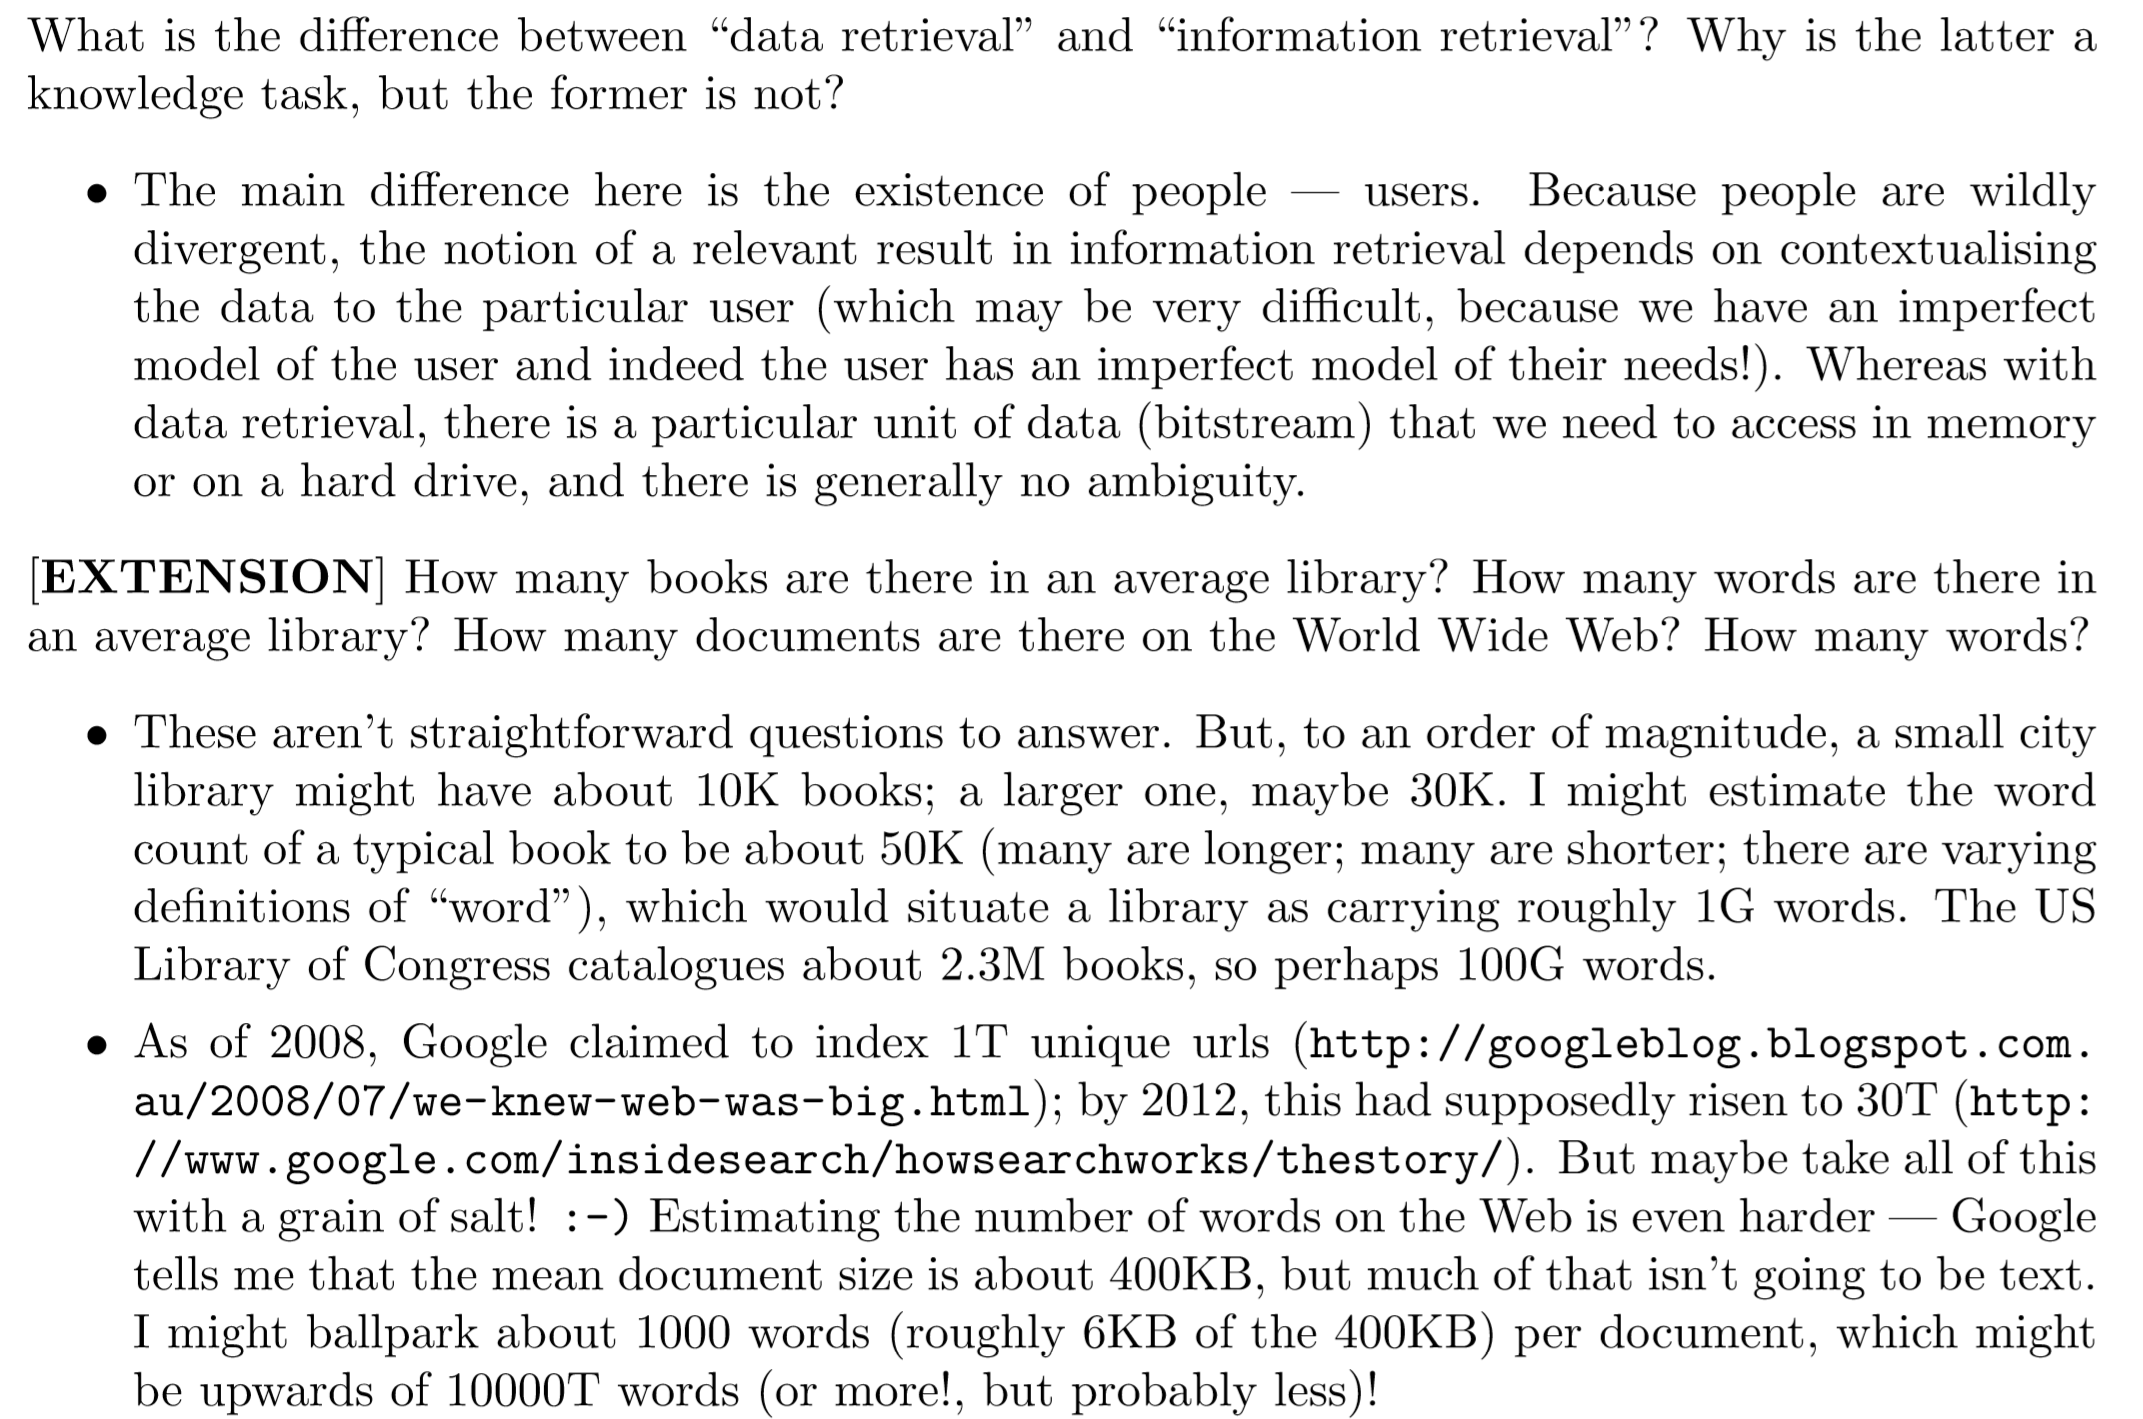 What is the difference between “data retrieval” and “information retrieval”? Why is the latter a
knowledge task, but the former is not?
• The main difference here is the existence of people — users. Because people are wildly
divergent, the notion of a relevant result in information retrieval depends on contextualising
the data to the particular user (which may be very difficult, because we have an imperfect
model of the user and indeed the user has an imperfect model of their needs!). Whereas with
data retrieval, there is a particular unit of data (bitstream) that we need to access in memory
or on a hard drive, and there is generally no ambiguity.
[EXTENSION] How many books are there in an average library? How many words are there in
an average library? How many documents are there on the World Wide Web? How many words?
• These aren’t straightforward questions to answer. But, to an order of magnitude, a small city
library might have about 10K books; a larger one, maybe 30K. I might estimate the word
count of a typical book to be about 50K (many are longer; many are shorter; there are varying
definitions of “word”), which would situate a library as carrying roughly 1G words. The US
Library of Congress catalogues about 2.3M books, so perhaps 100G words.
• As of 2008, Google claimed to index 1T unique urls (http://googleblog.blogspot.com.
au/2008/07/we-knew-web-was-big.html); by 2012, this had supposedly risen to 30T (http:
//www.google.com/insidesearch/howsearchworks/thestory/). But maybe take all of this
with a grain of salt! :-) Estimating the number of words on the Web is even harder — Google
tells me that the mean document size is about 400KB, but much of that isn’t going to be text.
I might ballpark about 1000 words (roughly 6KB of the 400KB) per document, which might
be upwards of 10000T words (or more!, but probably less)!